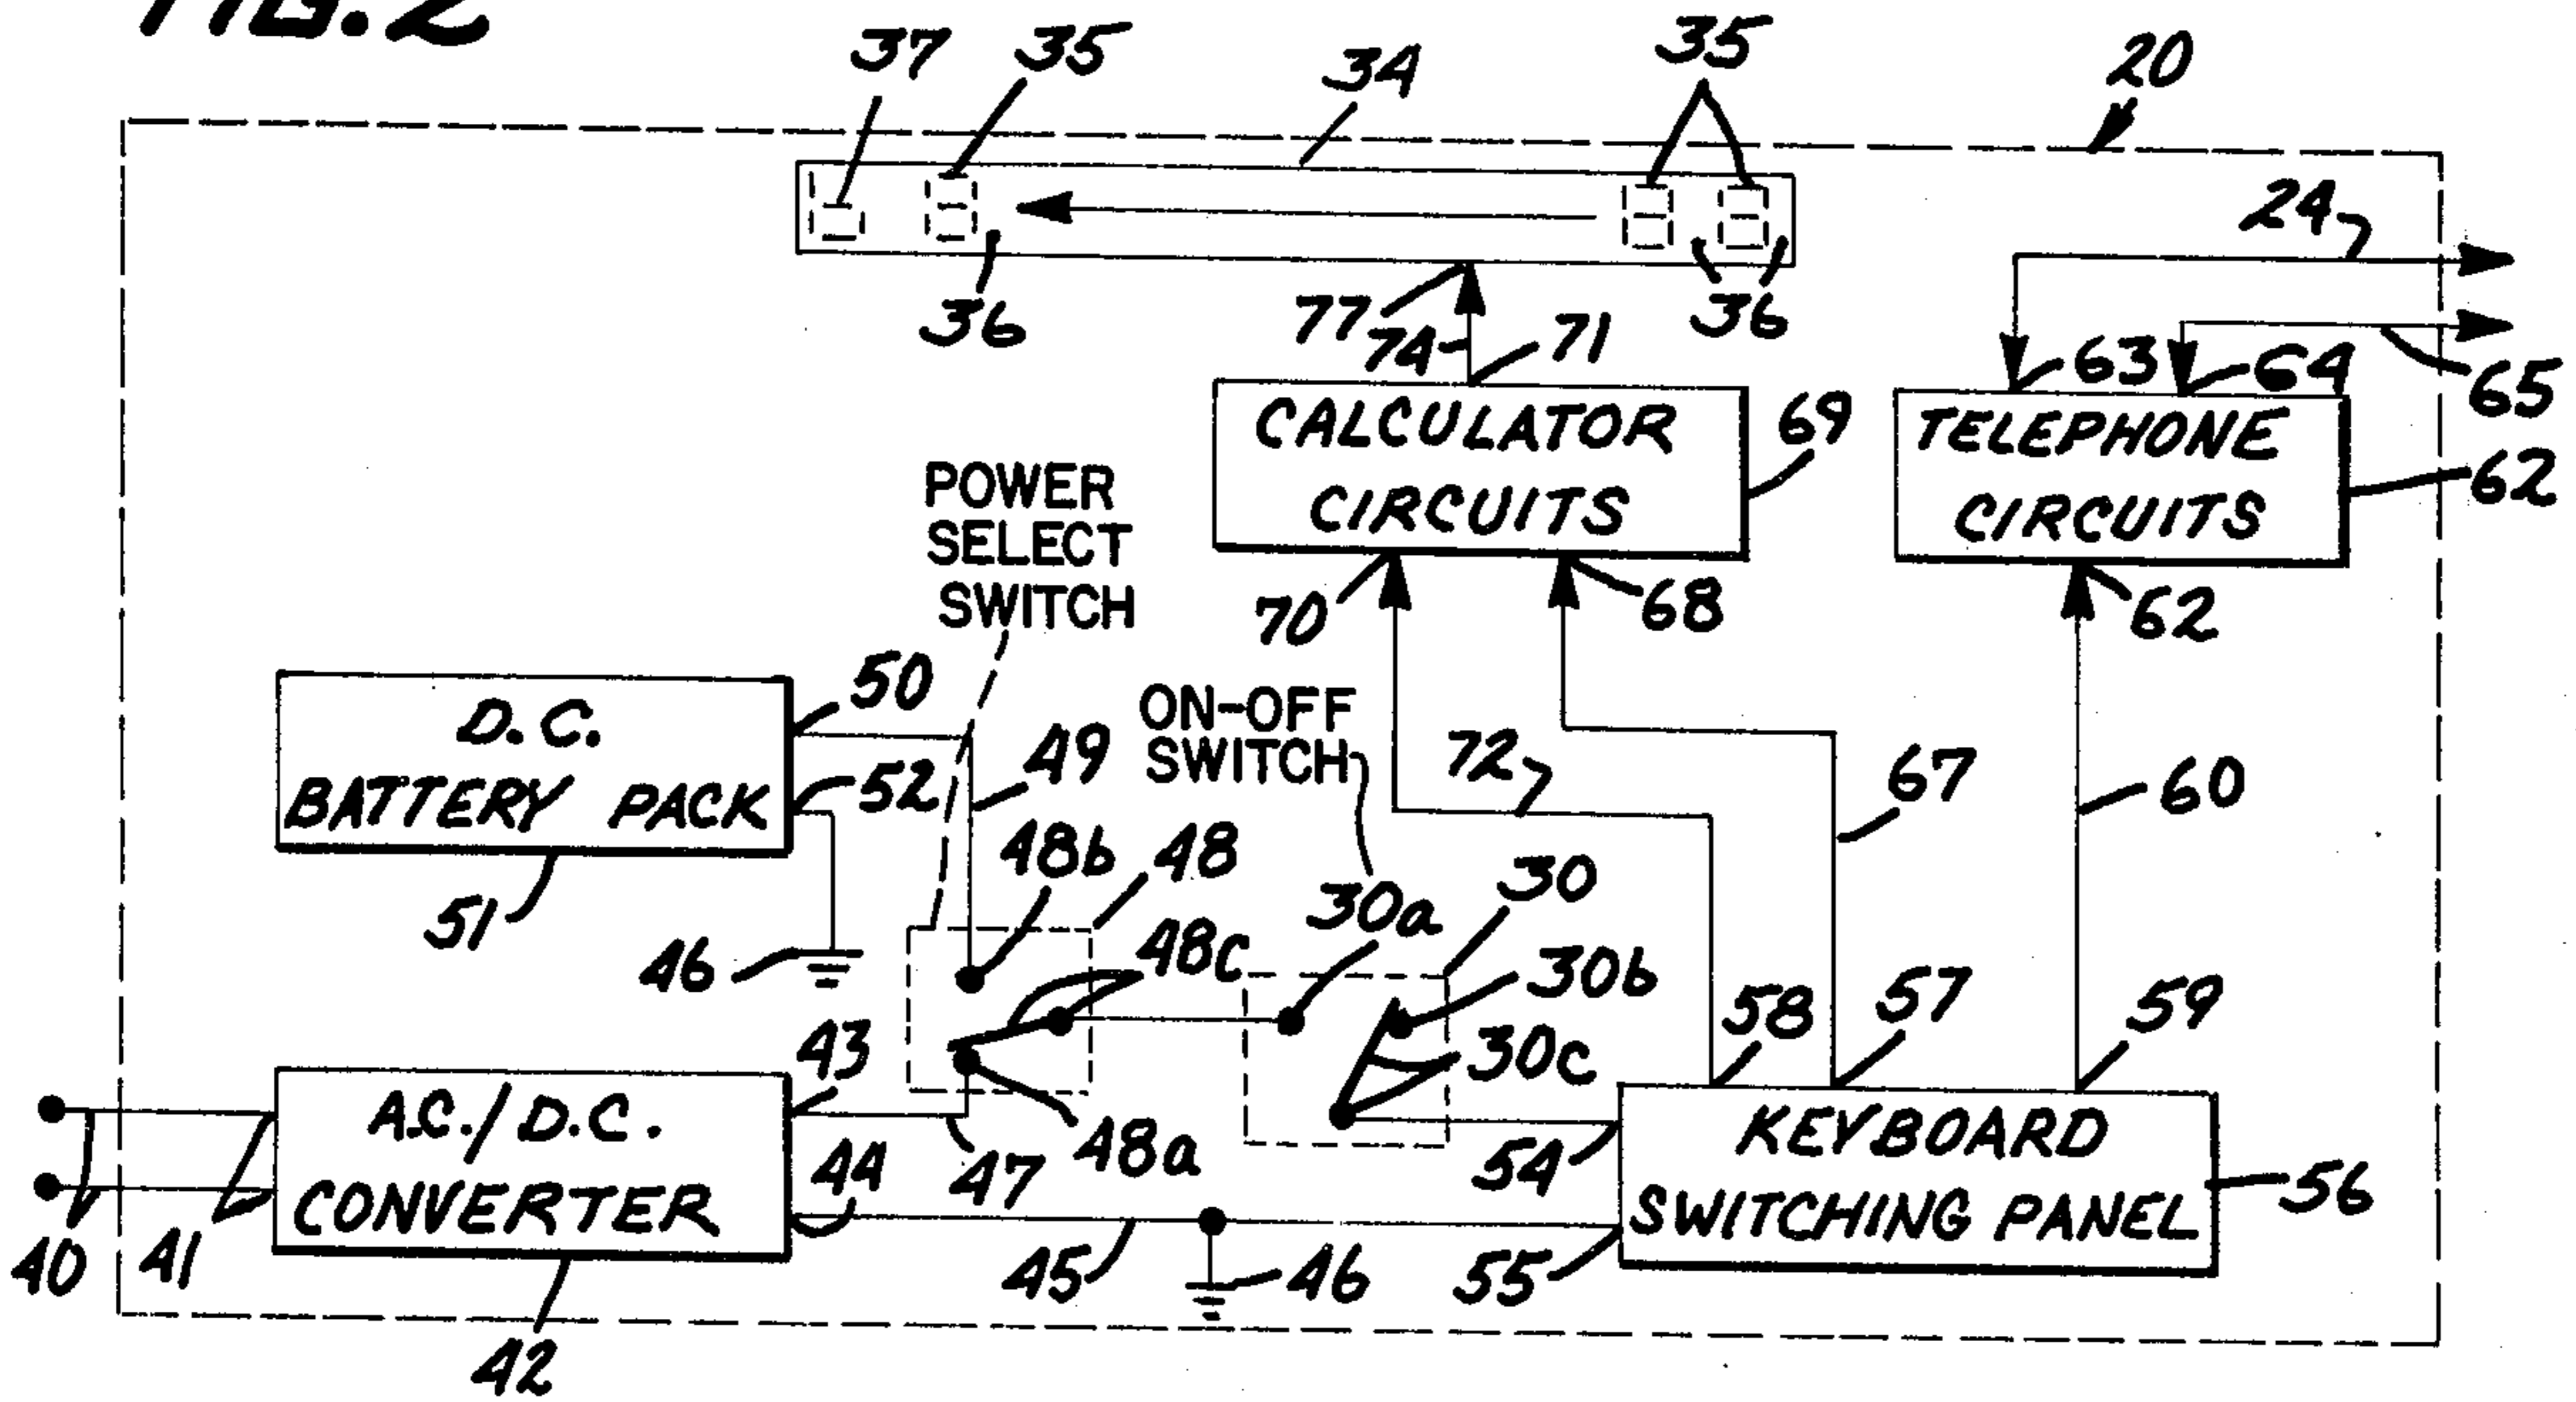 FIG. 2
37 35 34 35 20
24
36 77 74 71 36 63 64 65
CALCULATOR CIRCUITS
69
TELEPHONE CIRCUITS
62
POWER
SELECT
SWITCH
70 68 62
D.C.
BATTERY PACK
50
52
49
ON-OFF
SWITCH
72 67 60
51 46
48b 48 48c
30a 30 30b 30c
58 57 59
A.C./D.C.
CONVERTER
43
44
47 48a
54
KEYBOARD
SWITCHING PANEL
56
40 41 42 45 46 55